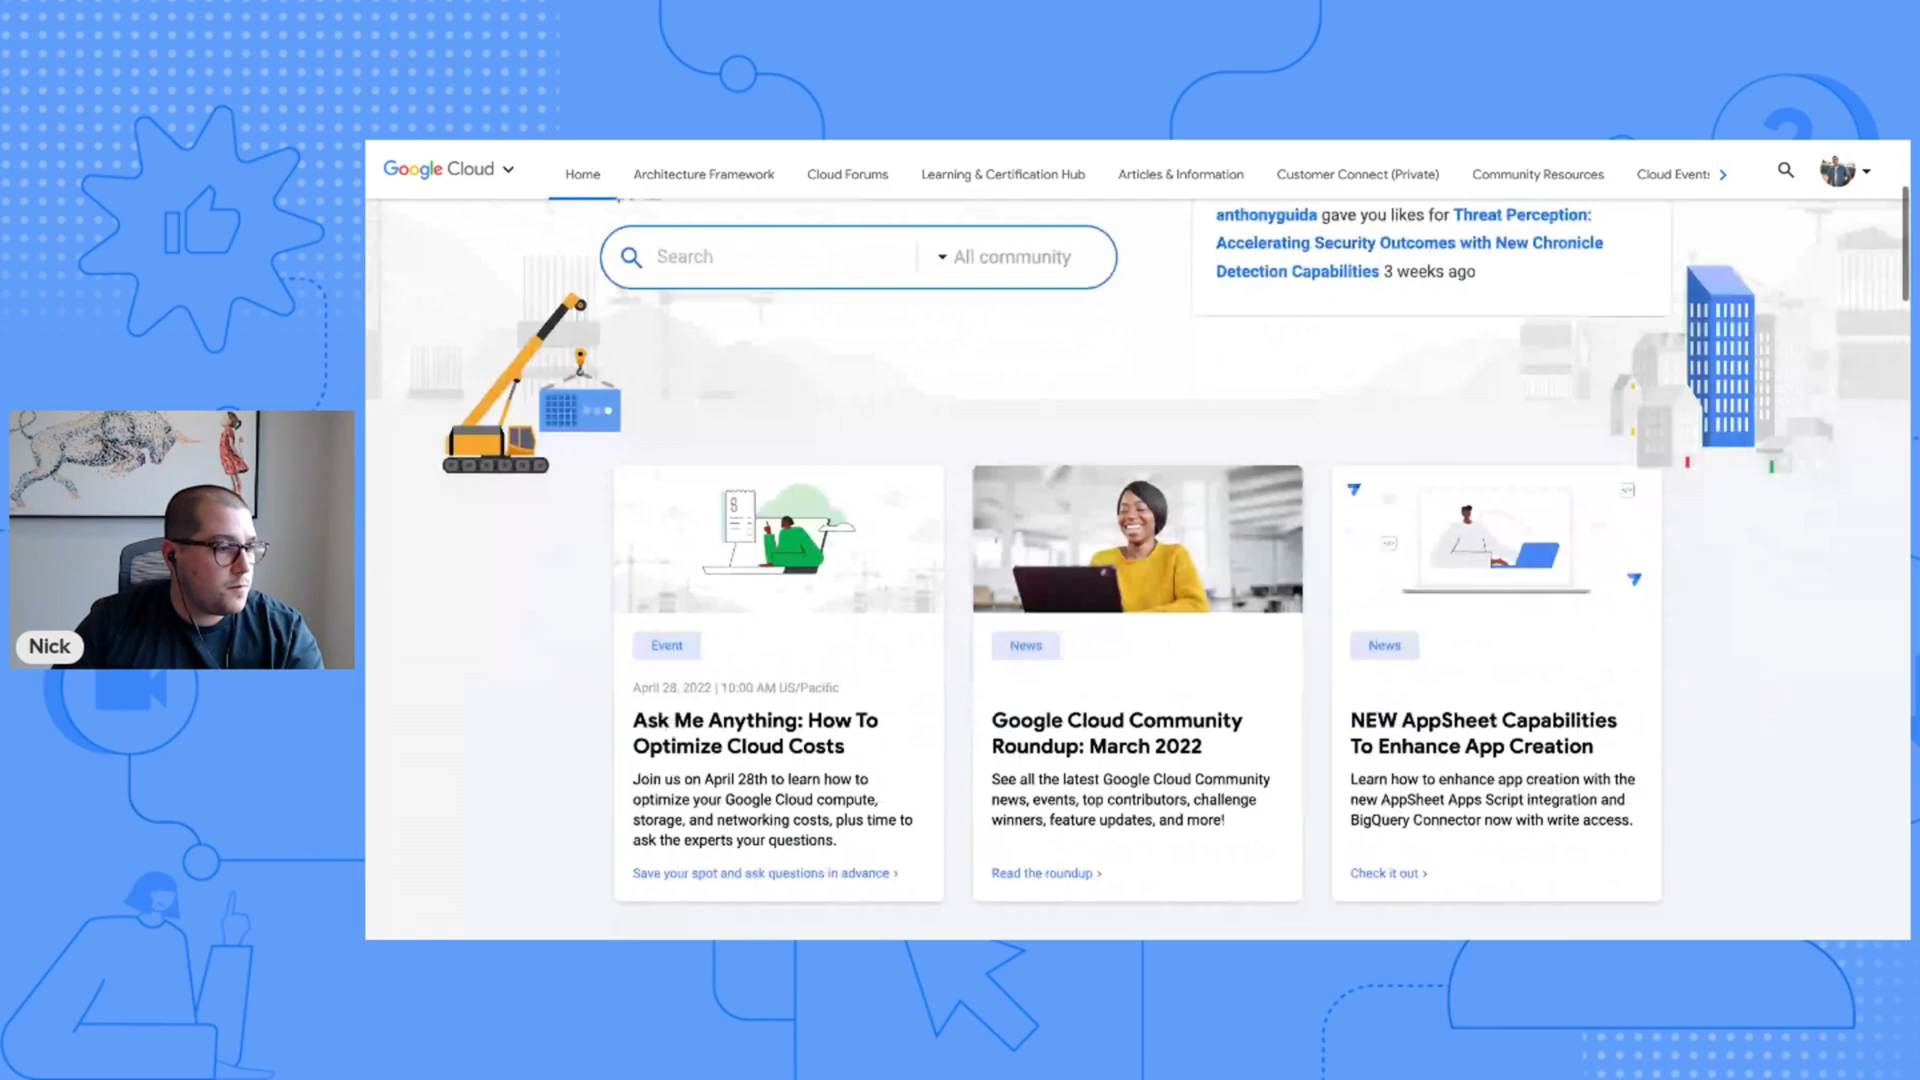 Google Cloud
Home
Architecture Framework
Cloud Forums
Learning & Certification Hub
Articles & Information
Customer Connect (Private)
Community Resources
Cloud Events
Search
All community
anthonyguida gave you likes for Threat Perception:
Accelerating Security Outcomes with New Chronicle
Detection Capabilities 3 weeks ago
Nick
Event
April 28, 2022 | 10:00 AM US/Pacific
Ask Me Anything: How To
Optimize Cloud Costs
Join us on April 28th to learn how to
optimize your Google Cloud compute,
storage, and networking costs, plus time to
ask the experts your questions.
Save your spot and ask questions in advance ›
News
Google Cloud Community
Roundup: March 2022
See all the latest Google Cloud Community
news, events, top contributors, challenge
winners, feature updates, and more!
Read the roundup ›
News
NEW AppSheet Capabilities
To Enhance App Creation
Learn how to enhance app creation with the
new AppSheet Apps Script integration and
BigQuery Connector now with write access.
Check it out ›